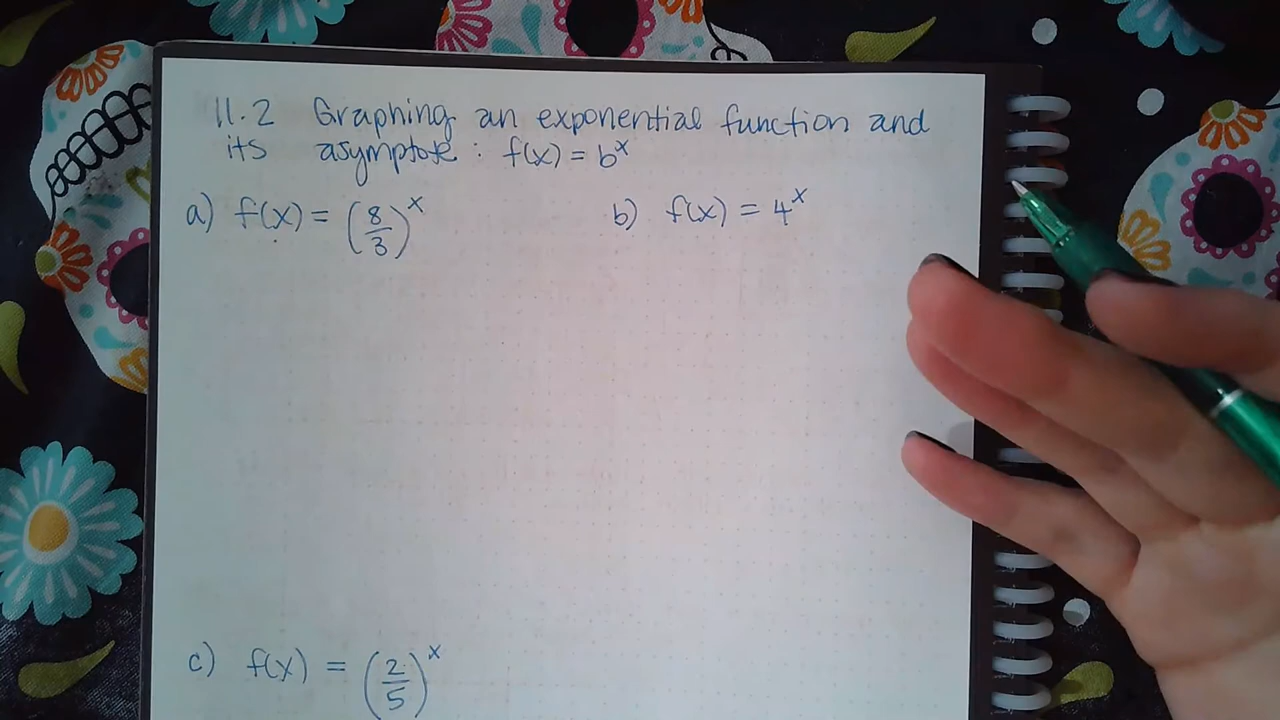 11.2 Graphing an exponential function and
its asymptote : f(x) = b^x
a) f(x) = (8/3)^x
b) f(x) = 4^x
c) f(x) = (2/5)^x